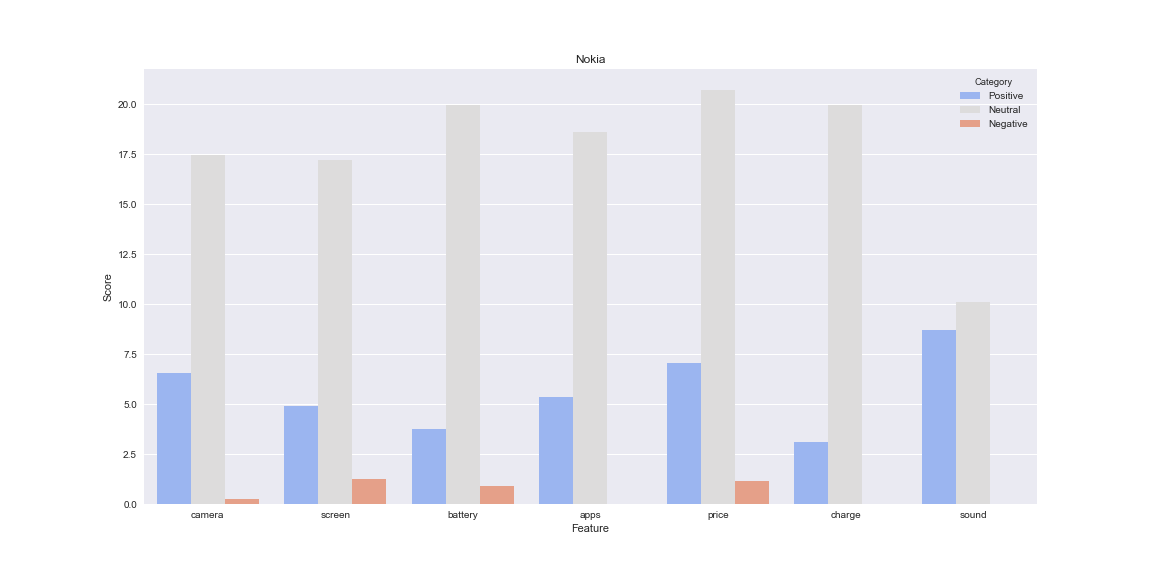 Nokia
Category
Positive
Neutral
Negative
Score
20.0
17.5
15.0
12.5
10.0
7.5
5.0
2.5
0.0
camera screen battery apps price charge sound
Feature